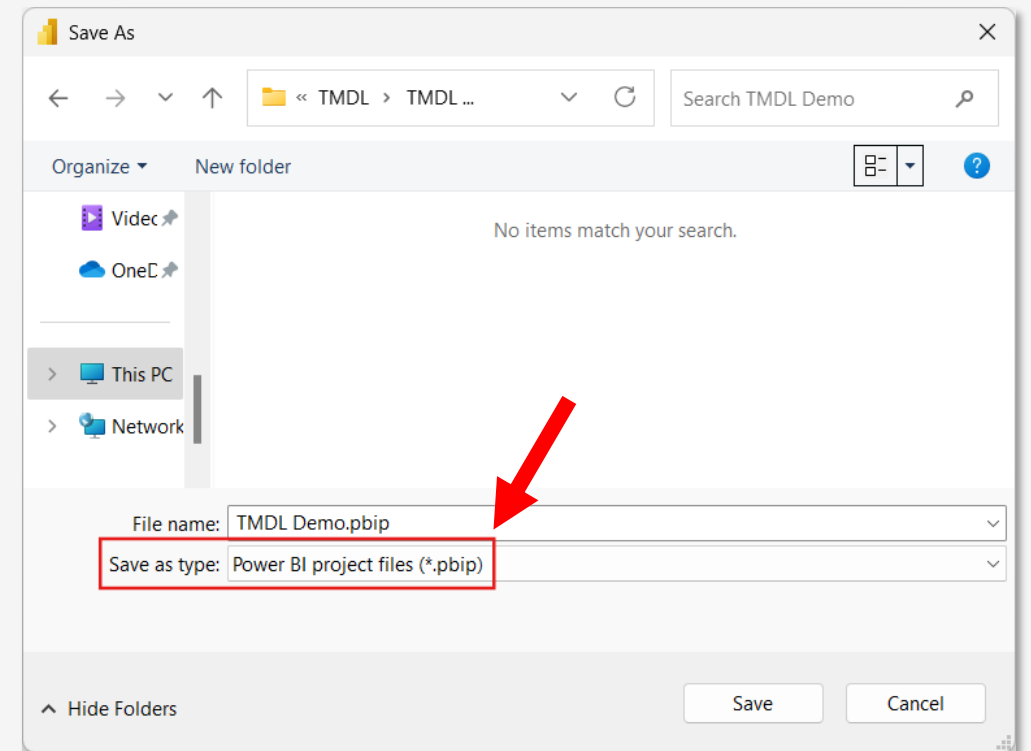 Save As
« TMDL > TMDL ...
Search TMDL Demo
Organize
New folder
?
No items match your search.
Videc
OneD
This PC
Network
File name: TMDL Demo.pbip
Save as type: Power BI project files (*.pbip)
Hide Folders
Save
Cancel